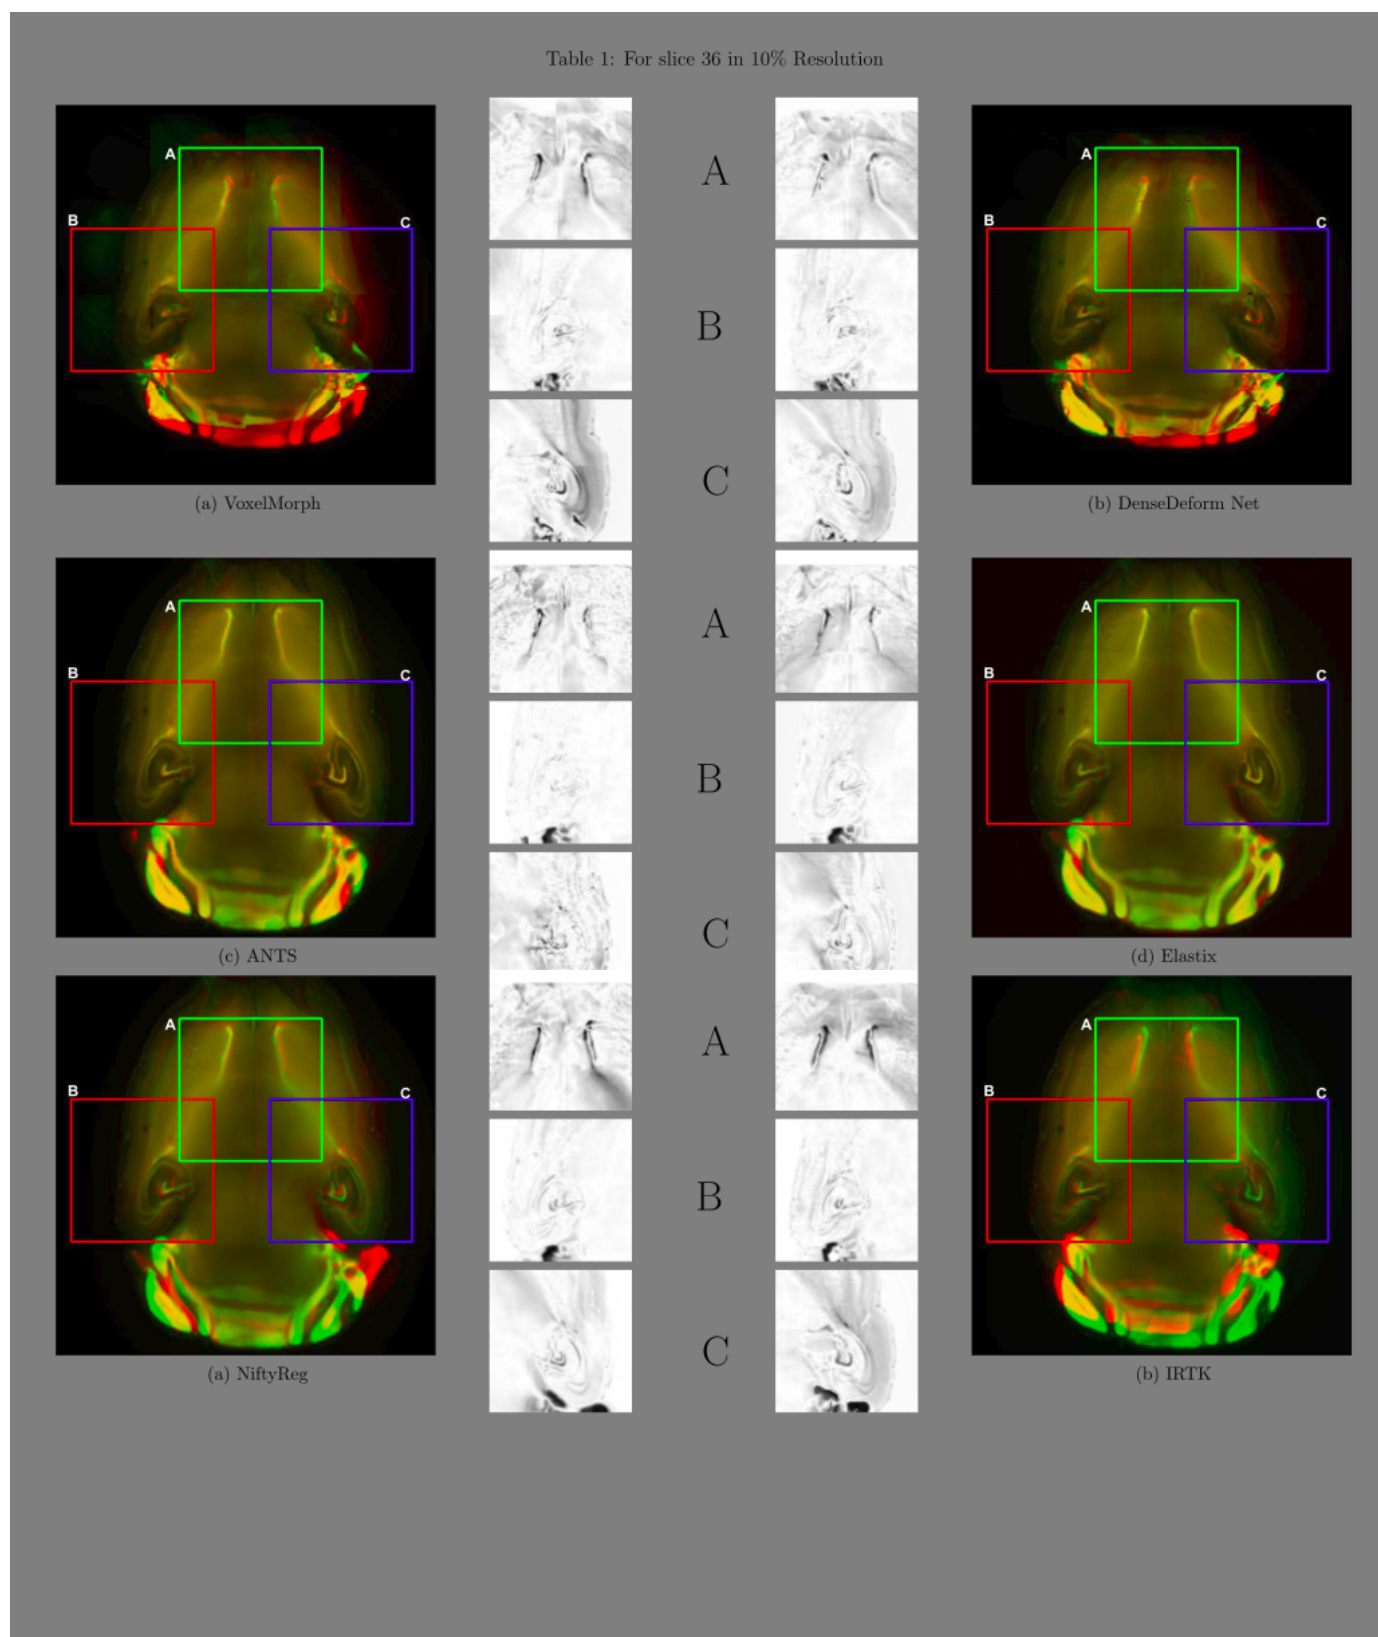 Table 1: For slice 36 in 10% Resolution
A
B
C
A
B
C
A
B
C
(a) VoxelMorph
(b) DenseDeform Net
A
B
C
A
B
C
A
B
C
(c) ANTS
(d) Elastix
A
B
C
A
B
C
A
B
C
(a) NiftyReg
(b) IRTK